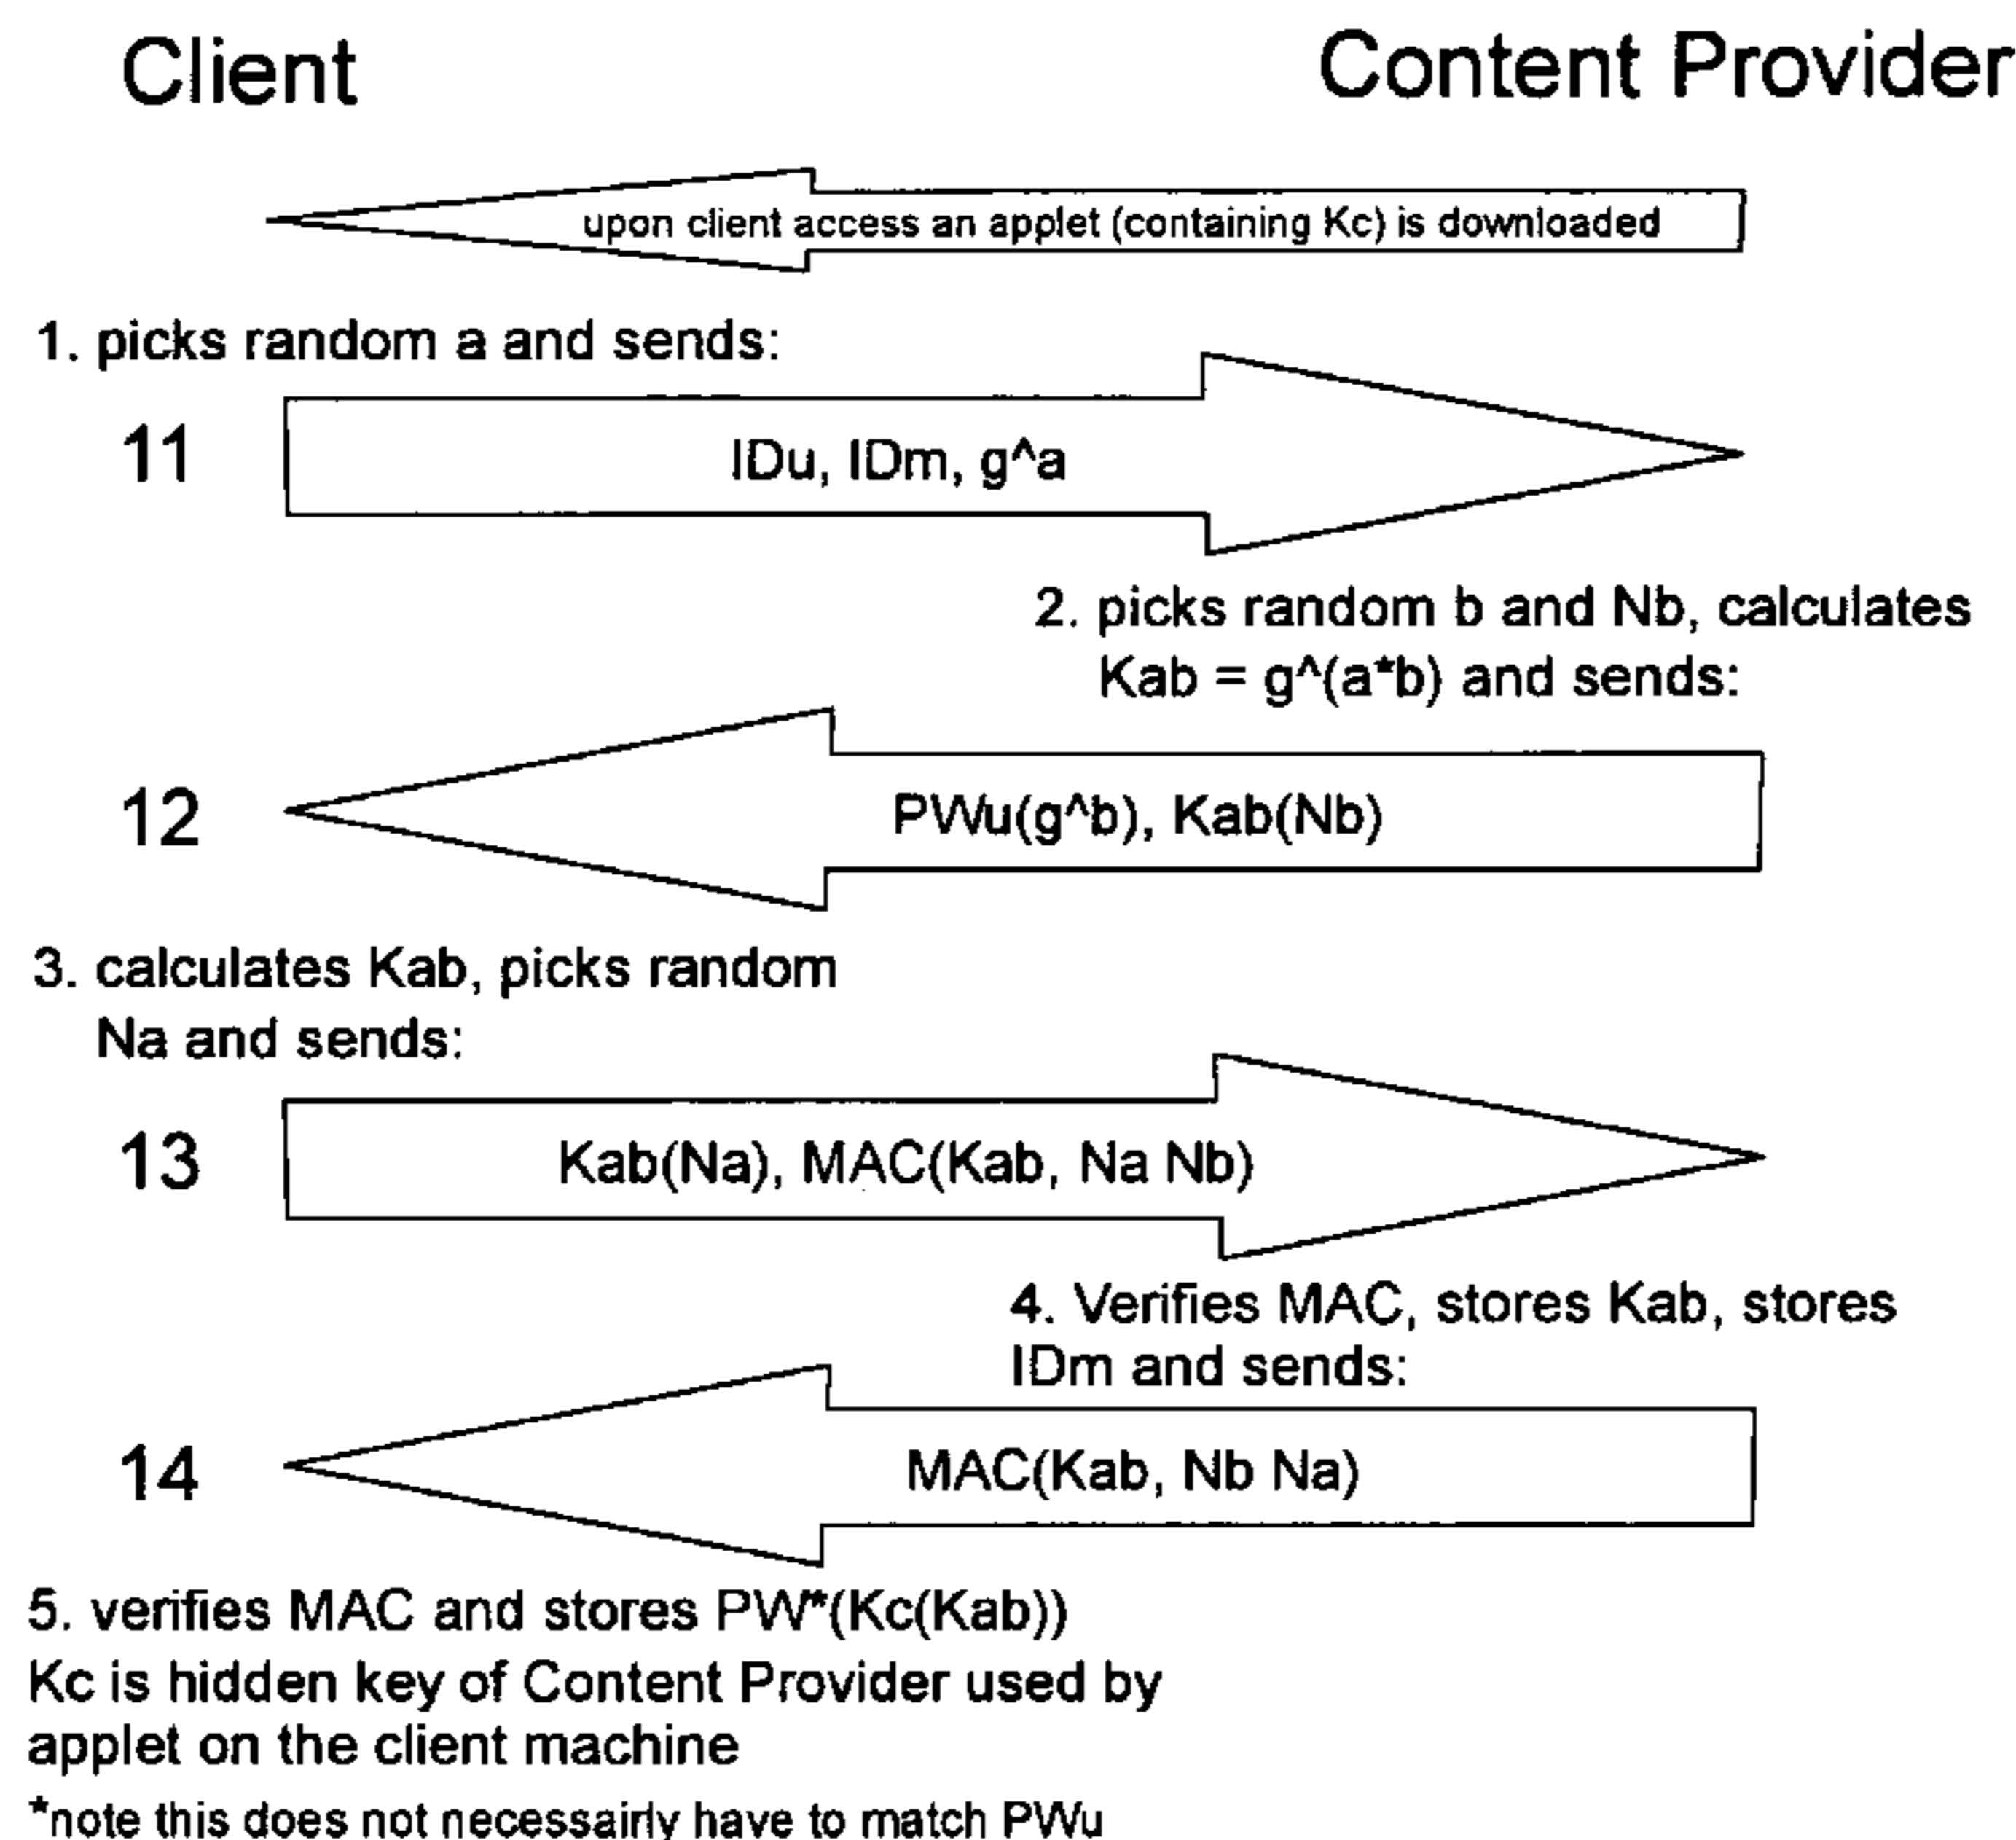 Client
Content Provider
upon client access an applet (containing Kc) is downloaded
1. picks random a and sends:
11
IDu, IDm, g^a
2. picks random b and Nb, calculates
Kab = g^(a*b) and sends:
12
PWu(g^b), Kab(Nb)
3. calculates Kab, picks random
Na and sends:
13
Kab(Na), MAC(Kab, Na Nb)
4. Verifies MAC, stores Kab, stores
IDm and sends:
14
MAC(Kab, Nb Na)
5. verifies MAC and stores PW*(Kc(Kab))
Kc is hidden key of Content Provider used by
applet on the client machine
*note this does not necessairly have to match PWu